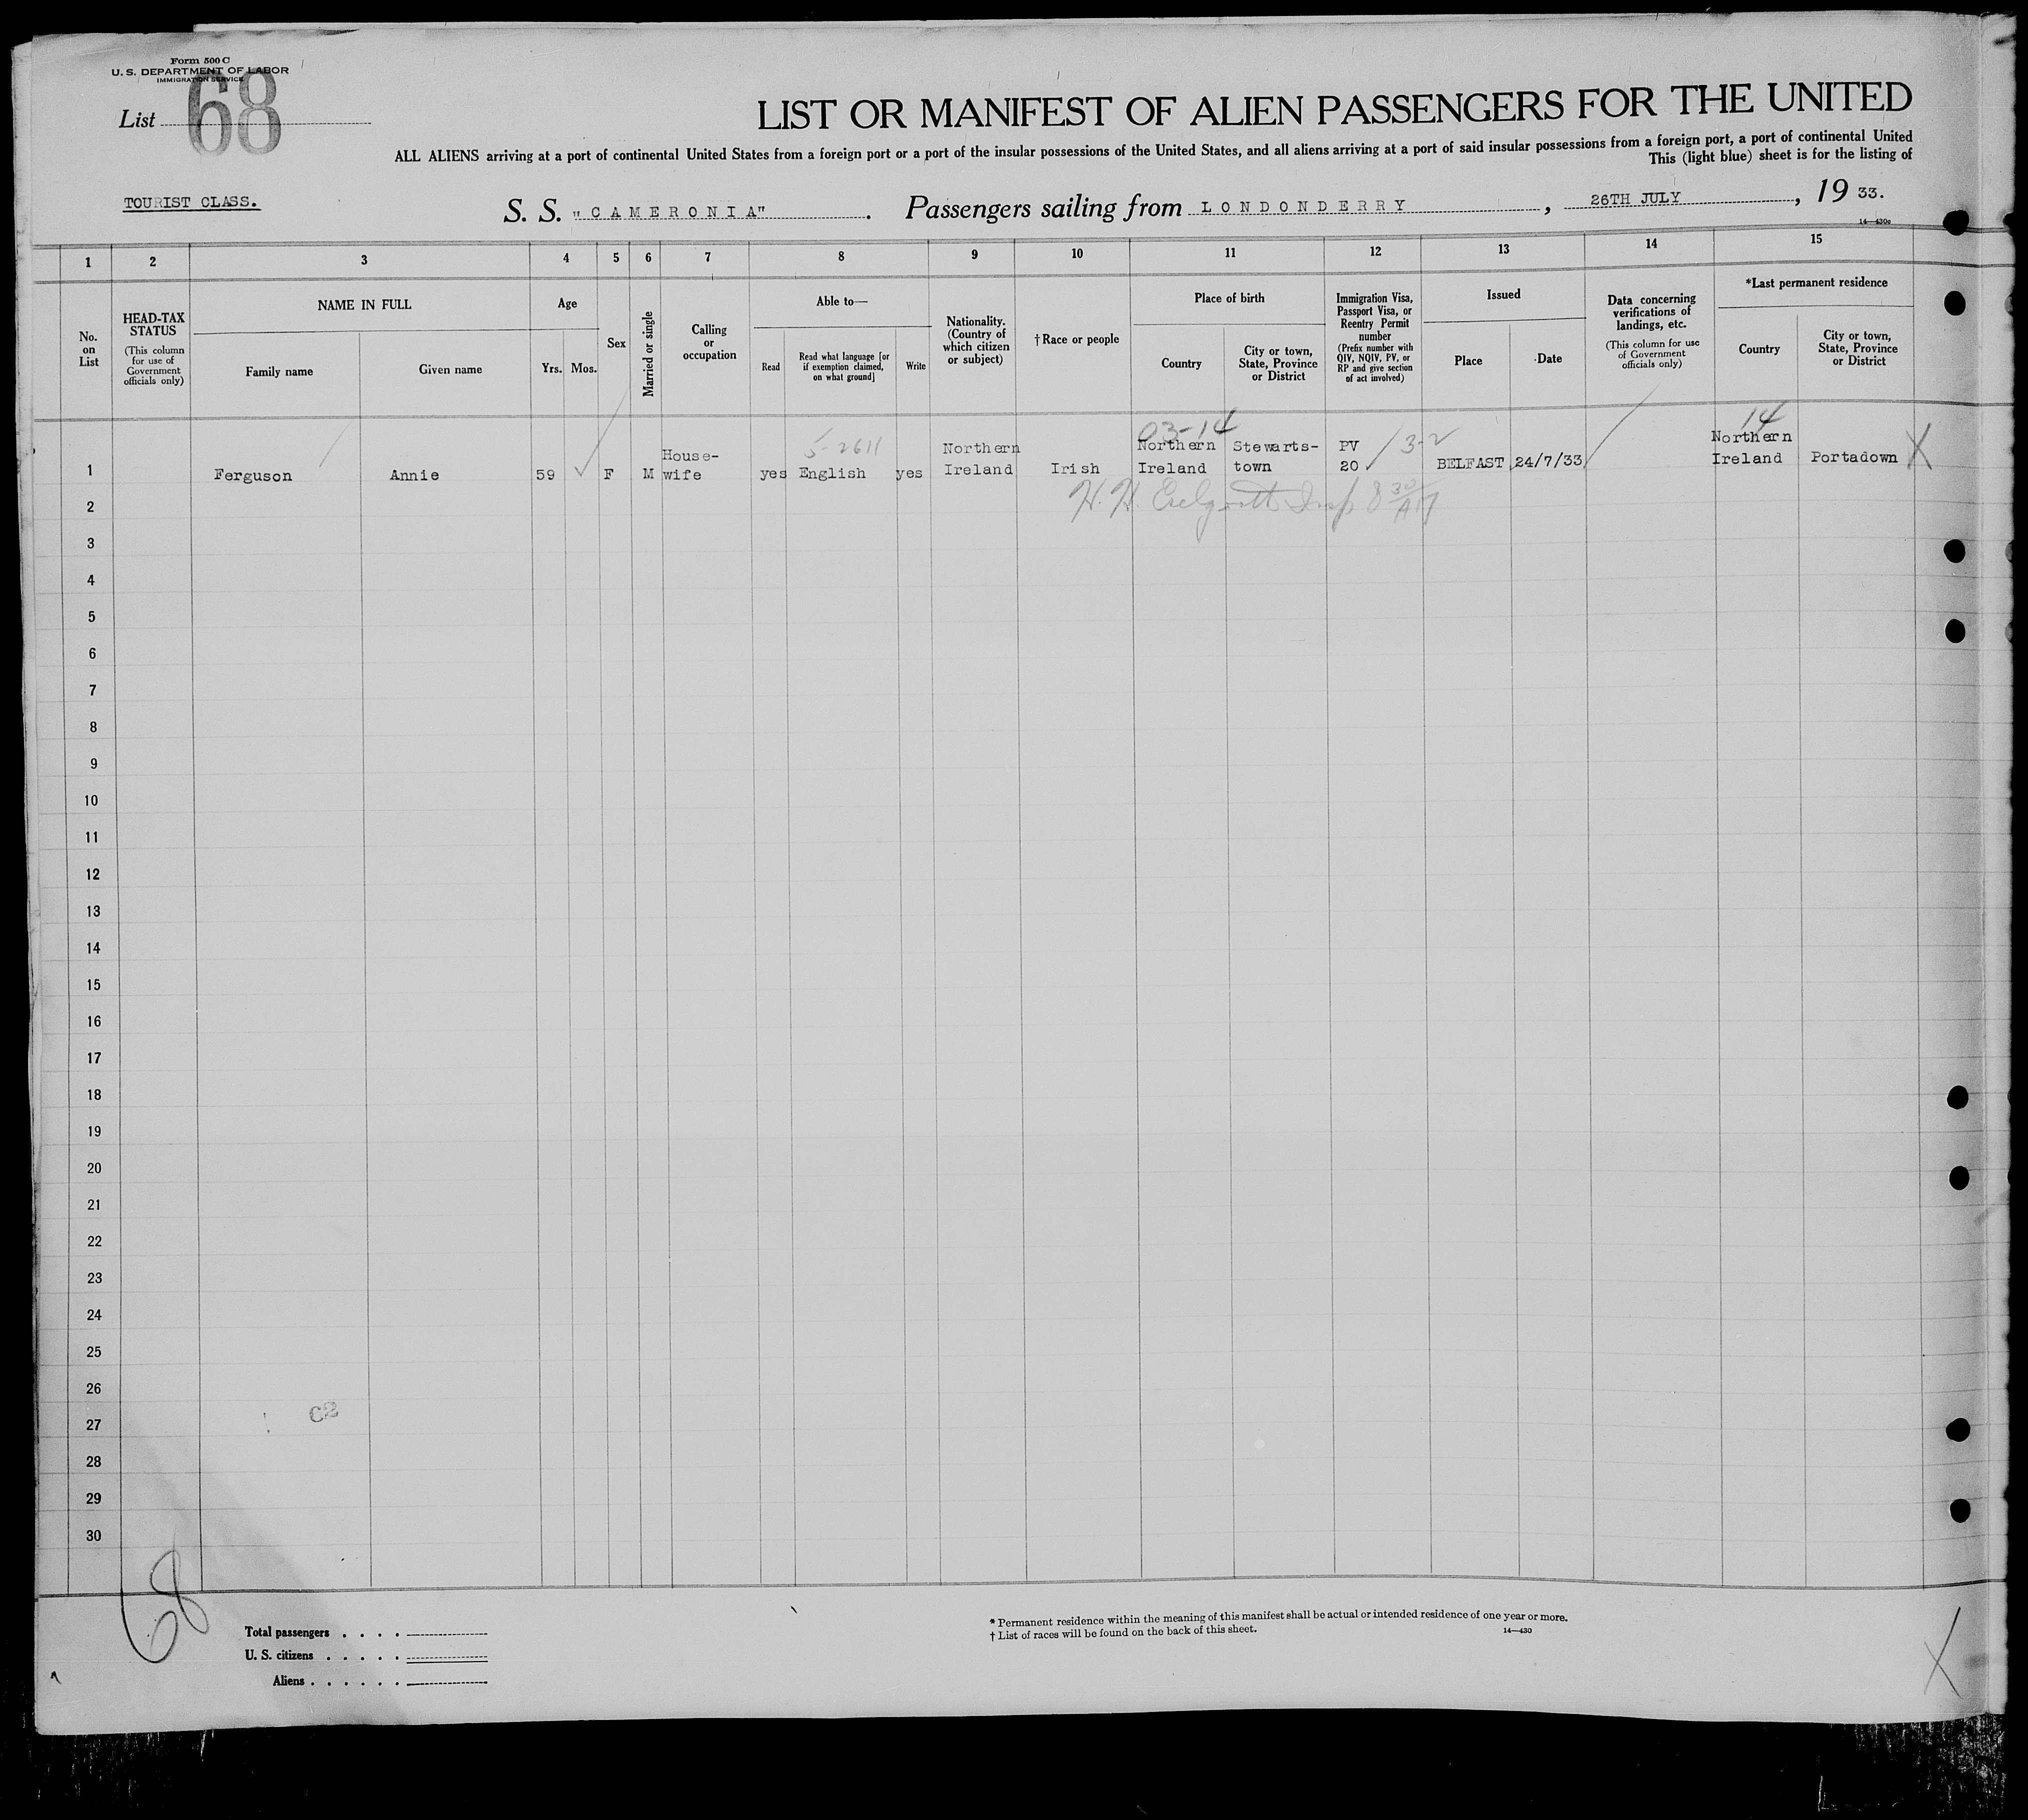 Form 500 C
U. S. DEPARTMENT OF LABOR
IMMIGRATION SERVICE
List 68
LIST OR MANIFEST OF ALIEN PASSENGERS FOR THE UNITED
ALL ALIENS arriving at a port of continental United States from a foreign port or a port of the insular possessions of the United States, and all aliens arriving at a port of said insular possessions from a foreign port, a port of continental United
This (light blue) sheet is for the listing of
TOURIST CLASS.
S. S. "CAMERONIA". Passengers sailing from LONDONDERRY, 26TH JULY, 19 33.
14—430c
1 2 3 4 5 6 7 8 9 10 11 12 13 14 15
No. on List
HEAD-TAX STATUS
(This column for use of Government officials only)
NAME IN FULL
Family name
Given name
Age
Yrs. Mos.
Sex
Married or single
Calling or occupation
Able to—
Read
Read what language [or if exemption claimed, on what ground]
Write
Nationality. (Country of which citizen or subject)
† Race or people
Place of birth
Country
City or town, State, Province or District
Immigration Visa, Passport Visa, or Reentry Permit number
(Prefix number with QIV, NQIV, PV, or RP and give section of act involved)
Issued
Place
Date
Data concerning verifications of landings, etc.
(This column for use of Government officials only)
*Last permanent residence
Country
City or town, State, Province or District
5-2611 03-14 3-2 14
1 Ferguson Annie 59 F M House-wife yes English yes Northern Ireland Irish Northern Ireland Stewarts-town PV 20 BELFAST 24/7/33 Northern Ireland Portadown X
H. H. Insp 8 30 AM
2
3
4
5
6
7
8
9
10
11
12
13
14
15
16
17
18
19
20
21
22
23
24
25
26
27
C2
28
29
30
68
Total passengers . . . .
U. S. citizens . . . . .
Aliens . . . . . .
* Permanent residence within the meaning of this manifest shall be actual or intended residence of one year or more.
† List of races will be found on the back of this sheet.
14—430
X